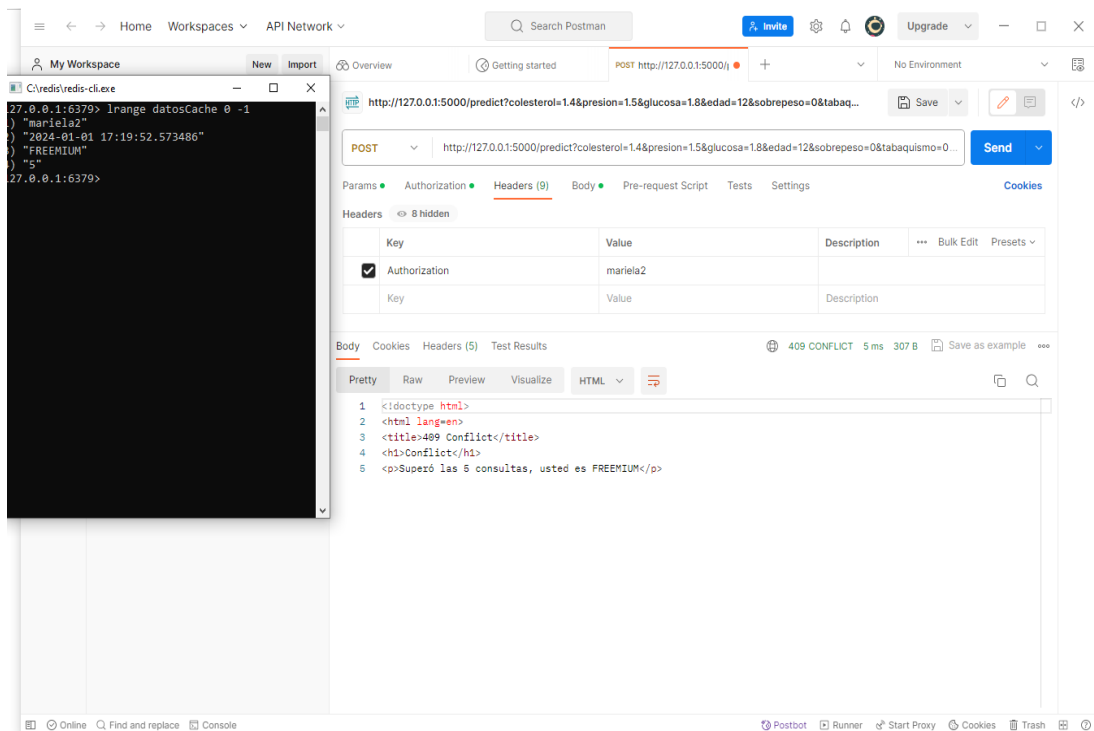 Home Workspaces API Network Search Postman Invite Upgrade
My Workspace New Import Overview Getting started POST http://127.0.0.1:5000/ No Environment
C:\redis\redis-cli.exe
27.0.0.1:6379> lrange datosCache 0 -1
) "mariela2"
) "2024-01-01 17:19:52.573486"
) "FREEMIUM"
) "5"
27.0.0.1:6379>
HTTP http://127.0.0.1:5000/predict?colesterol=1.4&presion=1.5&glucosa=1.8&edad=12&sobrepeso=0&tabaq... Save
POST http://127.0.0.1:5000/predict?colesterol=1.4&presion=1.5&glucosa=1.8&edad=12&sobrepeso=0&tabaquismo=0... Send
Params Authorization Headers (9) Body Pre-request Script Tests Settings Cookies
Headers 8 hidden
Key Value Description Bulk Edit Presets
Authorization mariela2
Key Value Description
Body Cookies Headers (5) Test Results 409 CONFLICT 5 ms 307 B Save as example
Pretty Raw Preview Visualize HTML
1 <!doctype html>
2 <html lang=en>
3 <title>409 Conflict</title>
4 <h1>Conflict</h1>
5 <p>Superó las 5 consultas, usted es FREEMIUM</p>
Online Find and replace Console Postbot Runner Start Proxy Cookies Trash